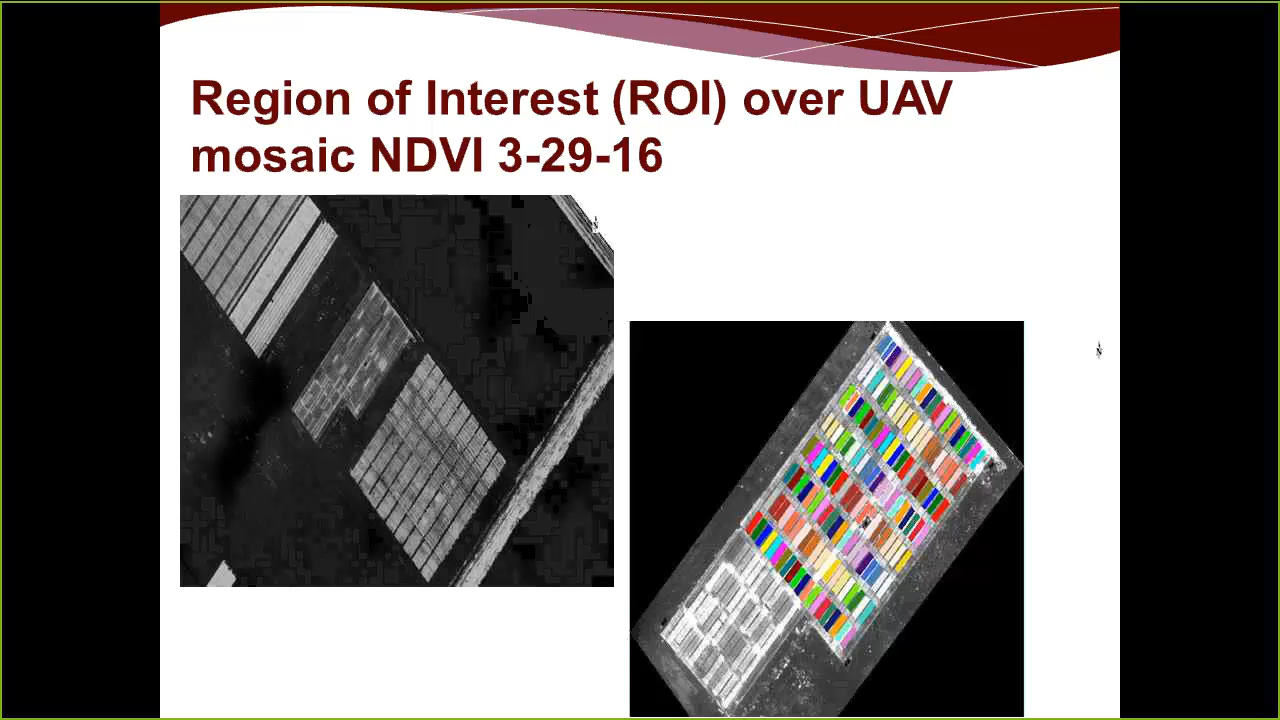 Region of Interest (ROI) over UAV
mosaic NDVI 3-29-16